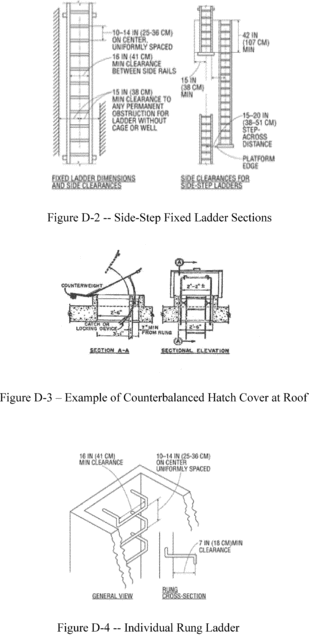 10–14 IN (25-36 CM)
ON CENTER,
UNIFORMLY SPACED
16 IN (41 CM)
MIN CLEARANCE
BETWEEN SIDE RAILS
15 IN (38 CM)
MIN CLEARANCE TO
ANY PERMANENT
OBSTRUCTION FOR
LADDER WITHOUT
CAGE OR WELL
FIXED LADDER DIMENSIONS
AND SIDE CLEARANCES
42 IN
(107 CM)
MIN
15 IN
(38 CM)
MIN
15–20 IN
(38–51 CM)
STEP-
ACROSS
DISTANCE
PLATFORM
EDGE
SIDE CLEARANCES FOR
SIDE-STEP LADDERS
Figure D-2 -- Side-Step Fixed Ladder Sections
COUNTERWEIGHT
2'-6"
CATCH OR
LOCKING DEVICE
7" MIN
FROM RUNG
SECTION A-A
A
2'-6"
A
SECTIONAL ELEVATION
Figure D-3 – Example of Counterbalanced Hatch Cover at Roof
16 IN (41 CM)
MIN CLEARANCE
10–14 IN (25-36 CM)
ON CENTER
UNIFORMLY SPACED
7 IN (18 CM)MIN
CLEARANCE
GENERAL VIEW
RUNG
CROSS-SECTION
Figure D-4 -- Individual Rung Ladder